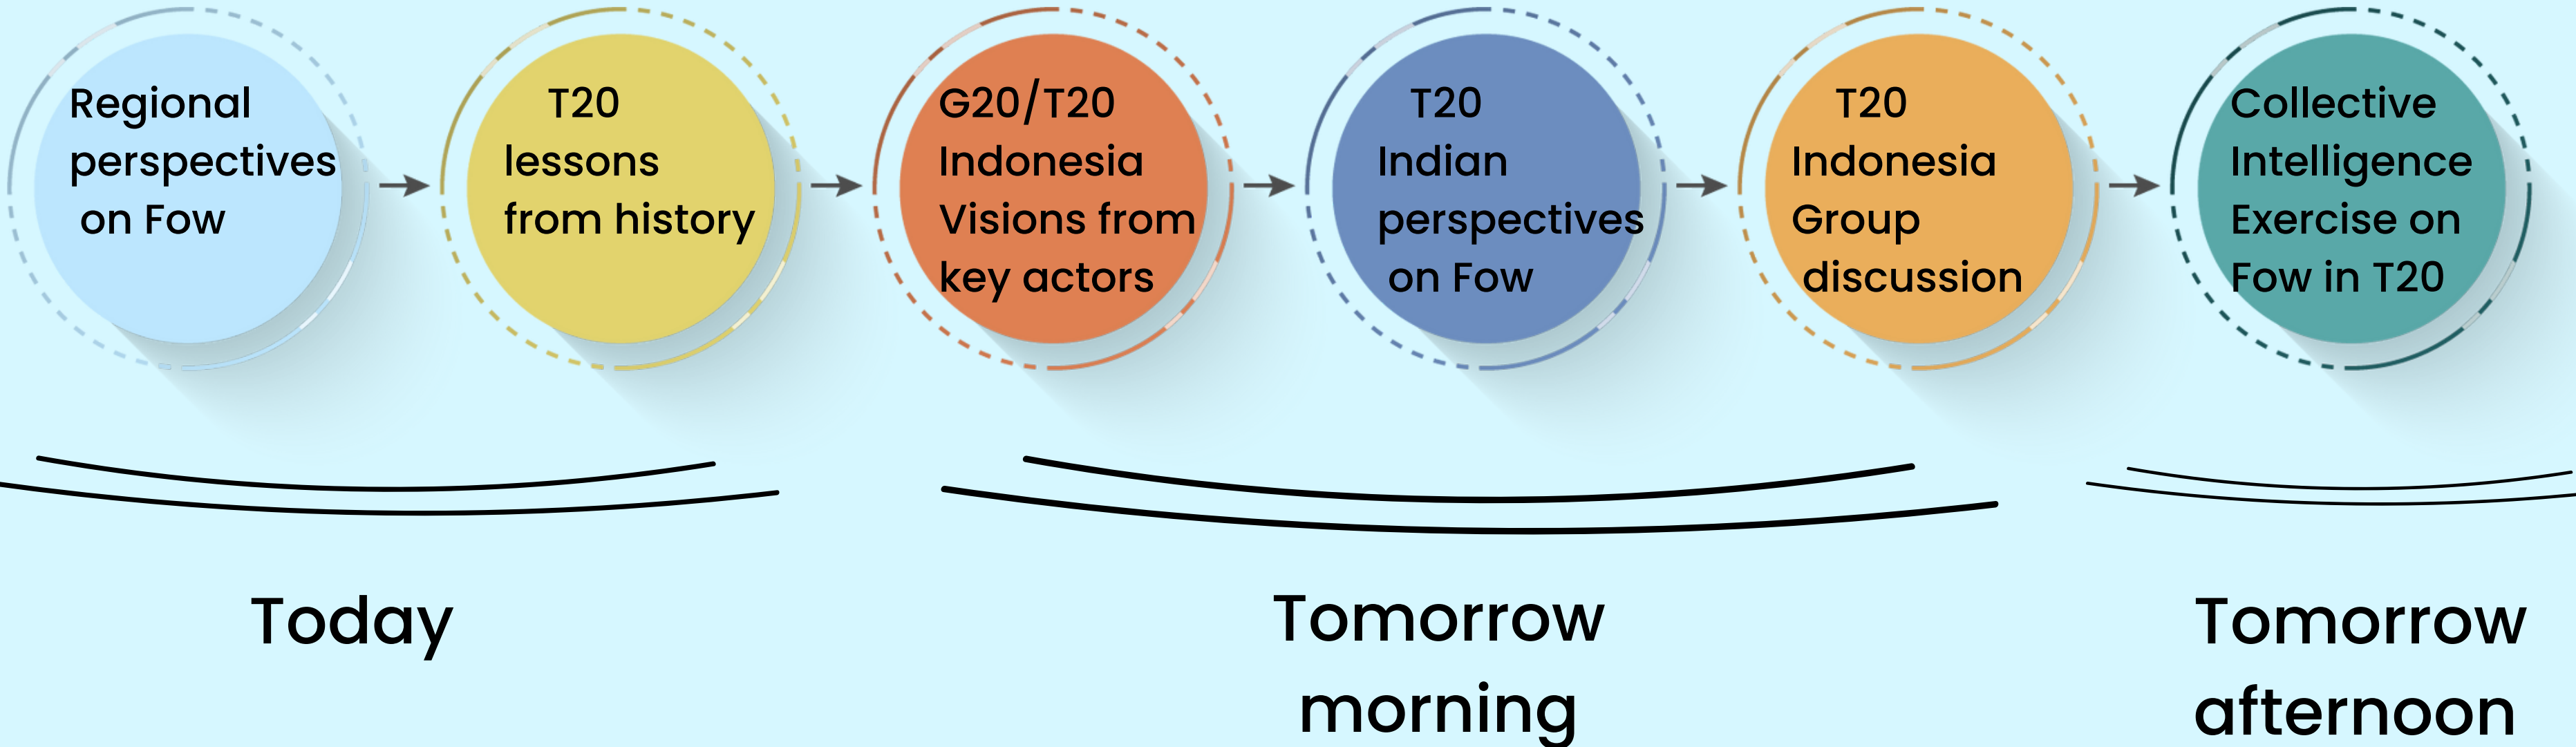 Regional
perspectives
on Fow
T20
lessons
from history
G20/T20
Indonesia
Visions from
key actors
T20
Indian
perspectives
on Fow
T20
Indonesia
Group
discussion
Collective
Intelligence
Exercise on
Fow in T20
Today
Tomorrow
morning
Tomorrow
afternoon